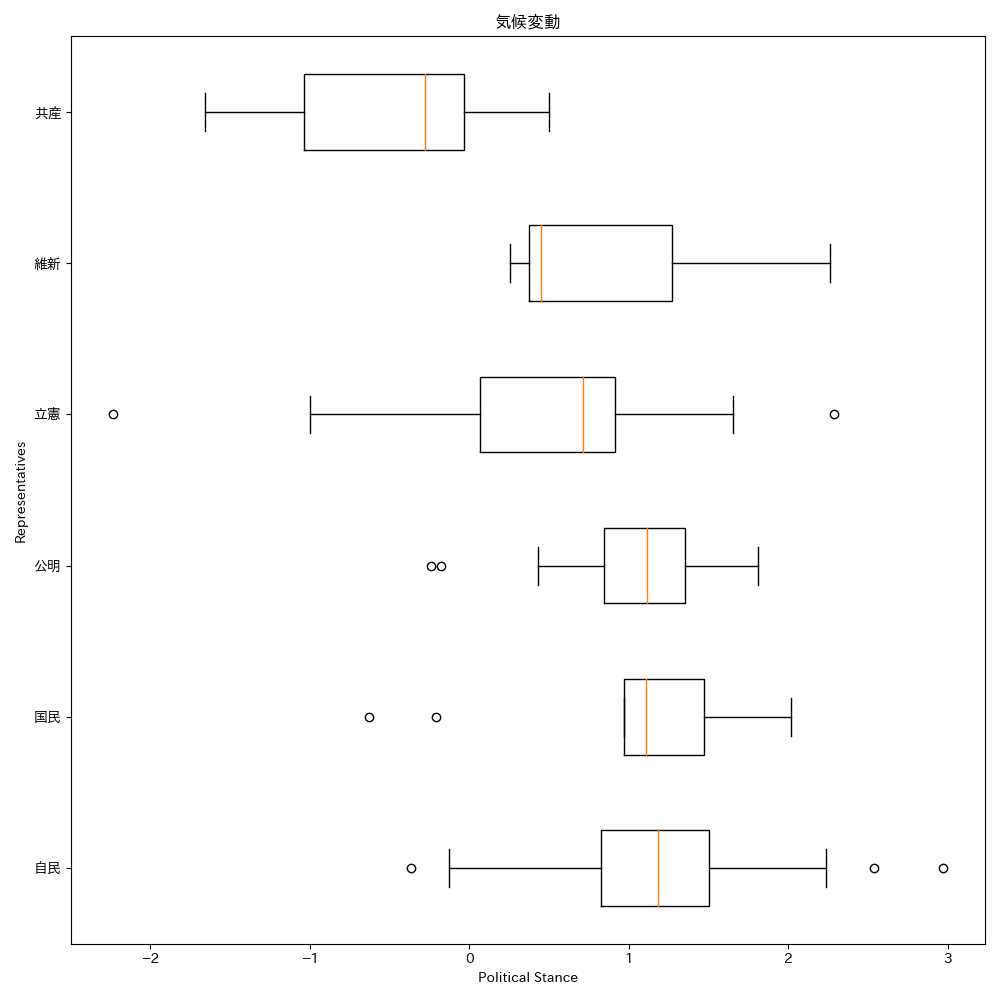 気候変動
共産
維新
立憲
公明
国民
自民
Representatives
−2
−1
0
1
2
3
Political Stance